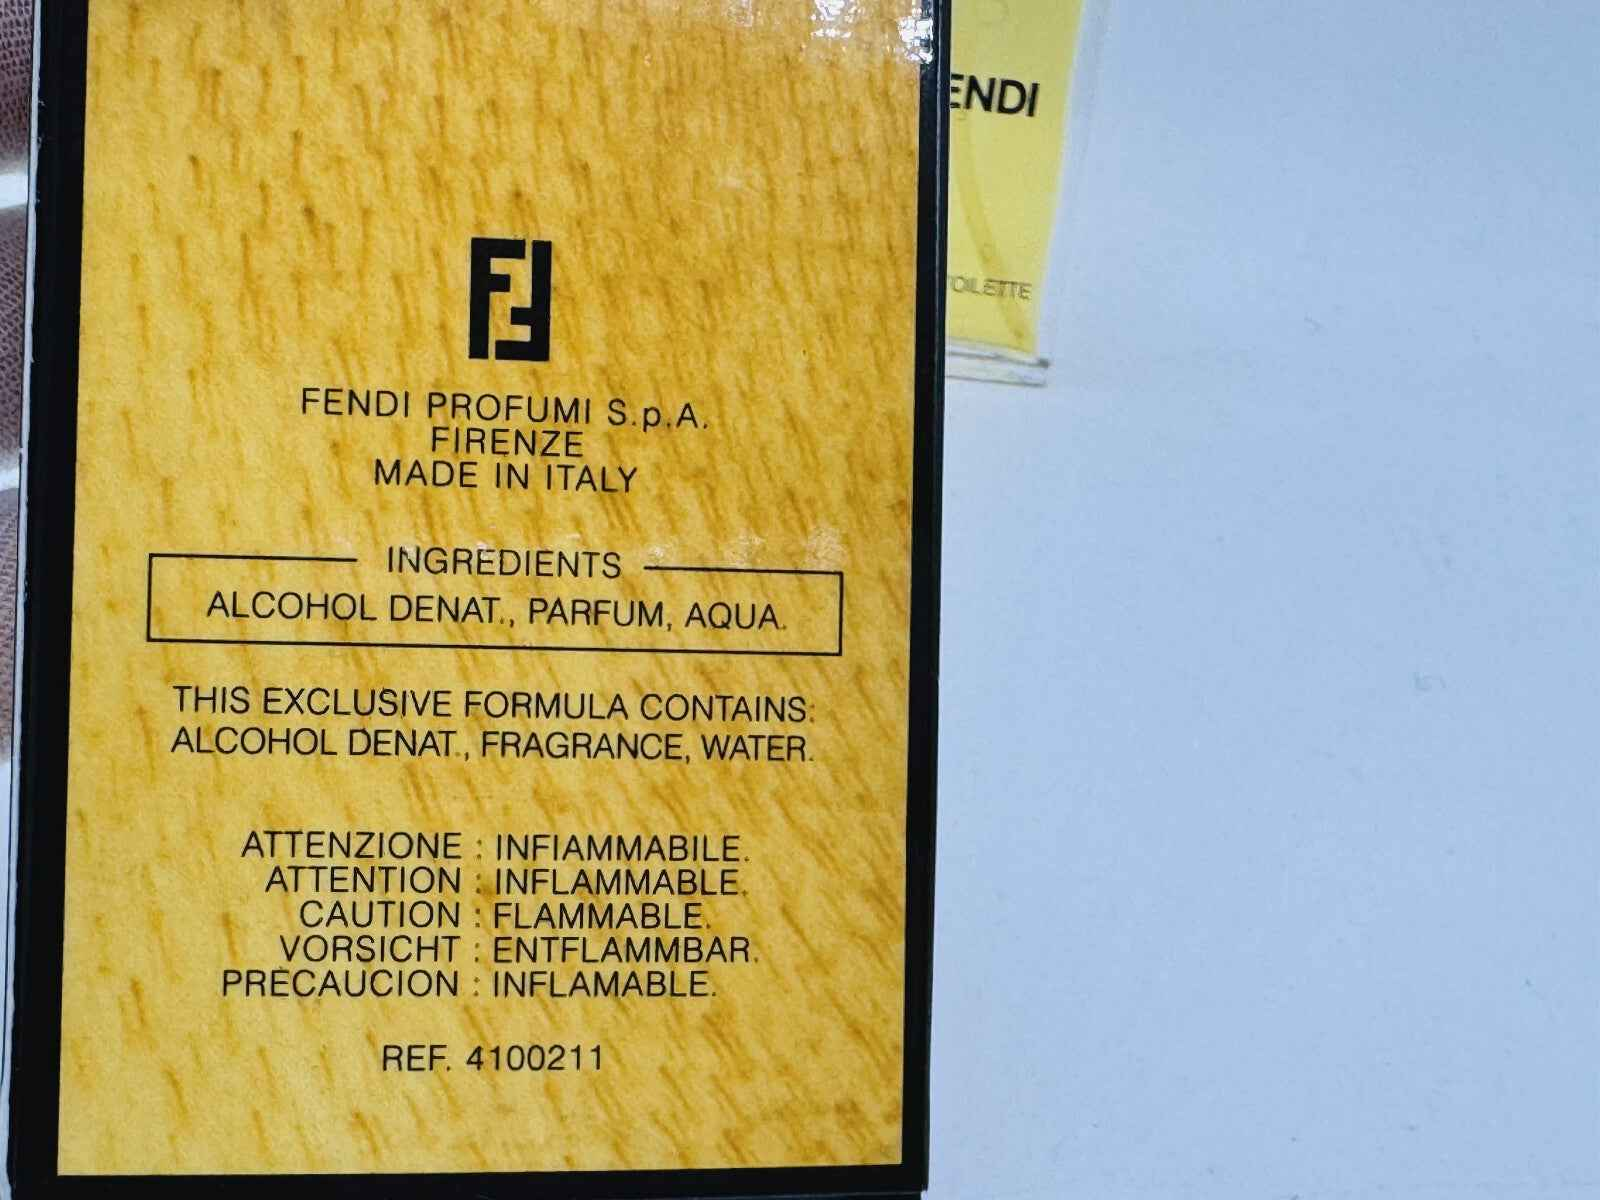 FENDI PROFUMI S.p.A.
FIRENZE
MADE IN ITALY
INGREDIENTS
ALCOHOL DENAT., PARFUM, AQUA.
THIS EXCLUSIVE FORMULA CONTAINS:
ALCOHOL DENAT., FRAGRANCE, WATER.
ATTENZIONE : INFIAMMABILE.
ATTENTION : INFLAMMABLE.
CAUTION : FLAMMABLE.
VORSICHT : ENTFLAMMBAR.
PRECAUCION : INFLAMABLE.
REF. 4100211
ENDI
TOILETTE